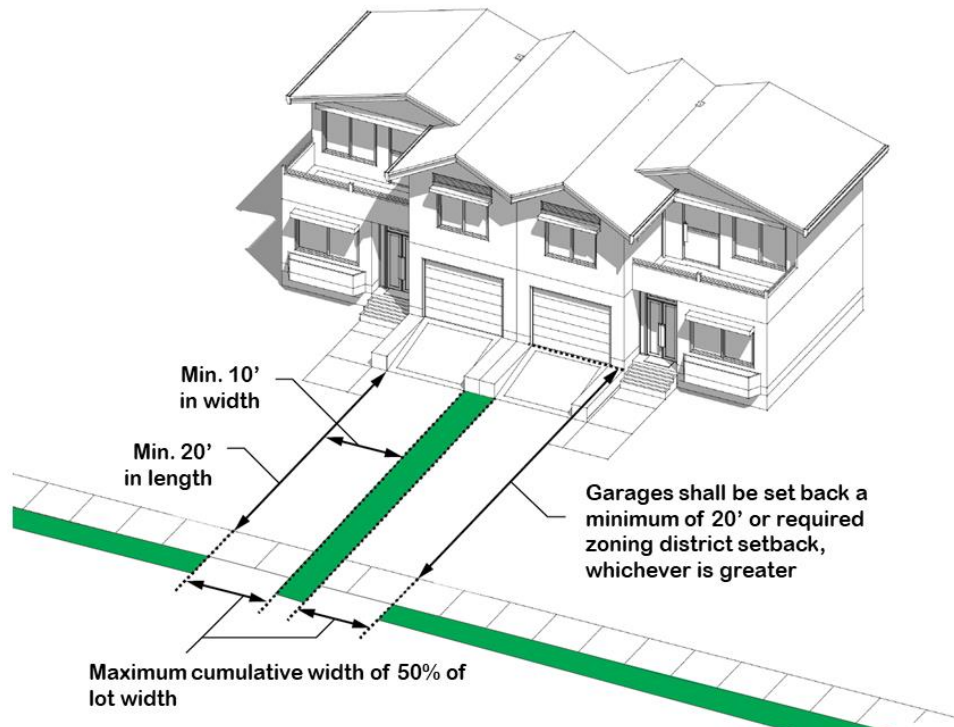 Min. 10’
in width
Min. 20’
in length
Garages shall be set back a
minimum of 20’ or required
zoning district setback,
whichever is greater
Maximum cumulative width of 50% of
lot width